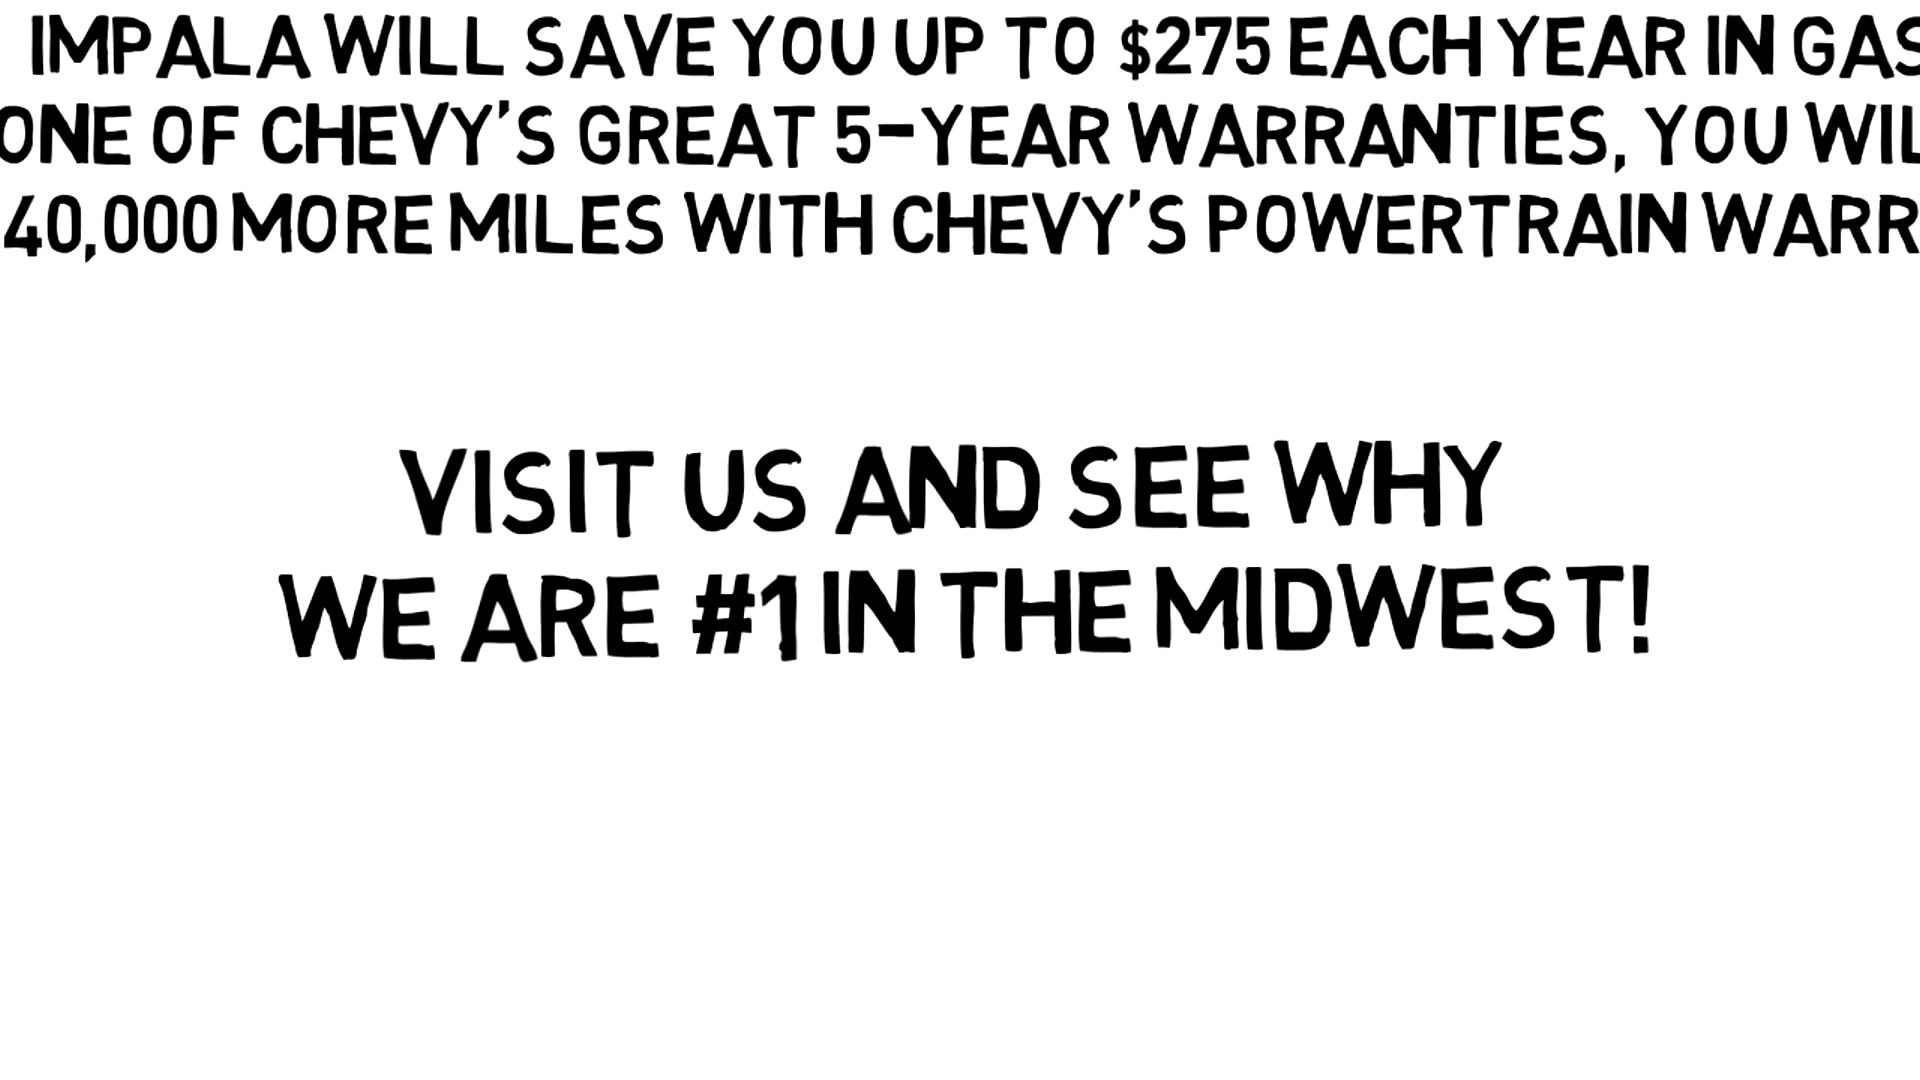 IMPALA WILL SAVE YOU UP TO $275 EACH YEAR IN GAS
ONE OF CHEVY'S GREAT 5-YEAR WARRANTIES, YOU
40,000 MORE MILES WITH CHEVY'S POWERTRAIN
VISIT US AND SEE WHY
WE ARE #1 IN THE MIDWEST!